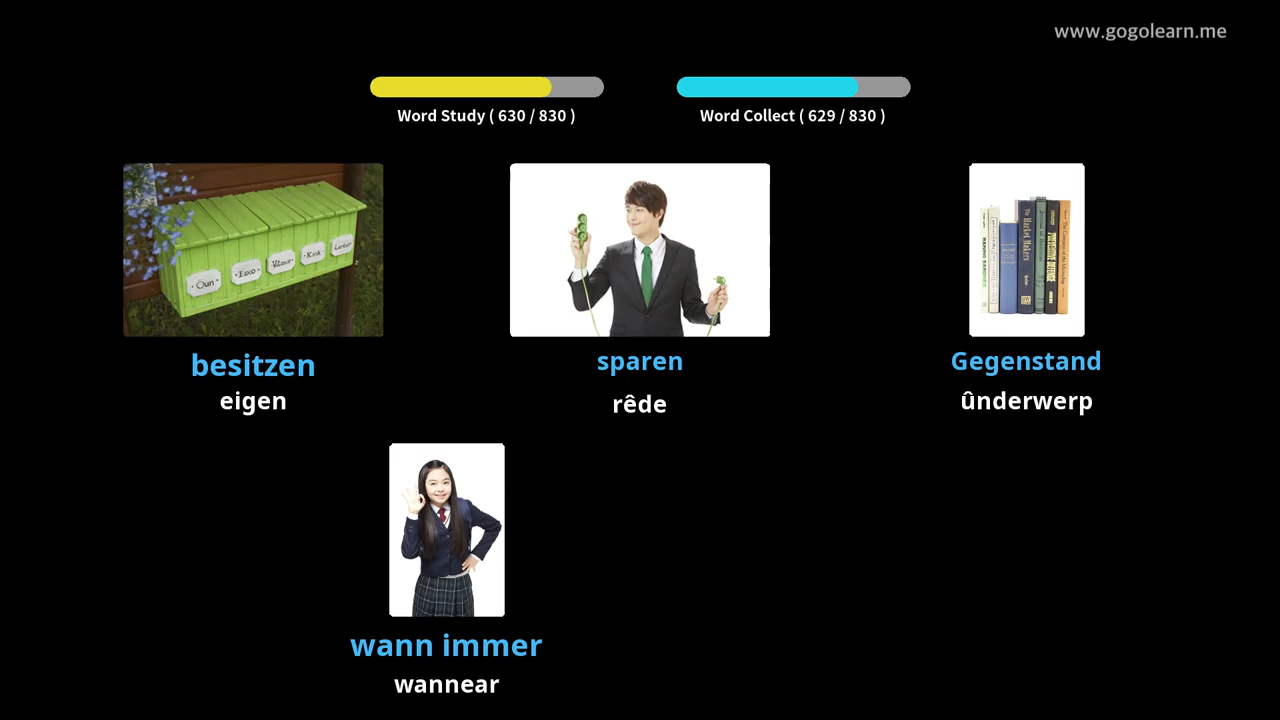 www.gogolearn.me
Word Study ( 630 / 830 )
Word Collect ( 629 / 830 )
besitzen
eigen
sparen
rêde
Gegenstand
ûnderwerp
wann immer
wannear